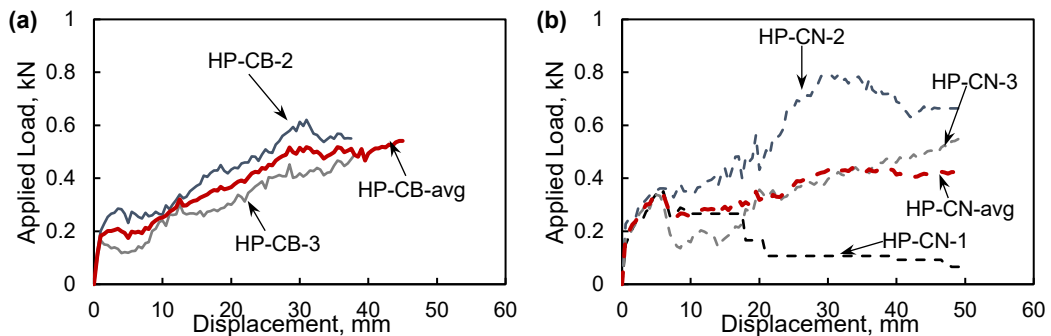 (a)
Applied Load, kN
1
0.8
0.6
0.4
0.2
0
0
10
20
30
40
50
60
Displacement, mm
HP-CB-2
HP-CB-avg
HP-CB-3
(b)
Applied Load, kN
1
0.8
0.6
0.4
0.2
0
0
10
20
30
40
50
60
Displacement, mm
HP-CN-2
HP-CN-3
HP-CN-avg
HP-CN-1